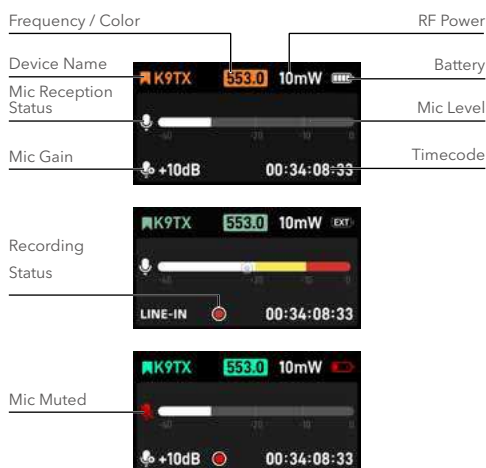 Frequency / Color
RF Power
Device Name
Battery
K9TX 553.0 10mW
Mic Reception
Status
Mic Level
-40 -20 -10 0
Mic Gain
Timecode
+10dB 00:34:08:33
K9TX 553.0 10mW EXT
Recording
Status
-20 0
LINE-IN 00:34:08:33
K9TX 553.0 10mW
Mic Muted
-20 -10 0
+10dB 00:34:08:33